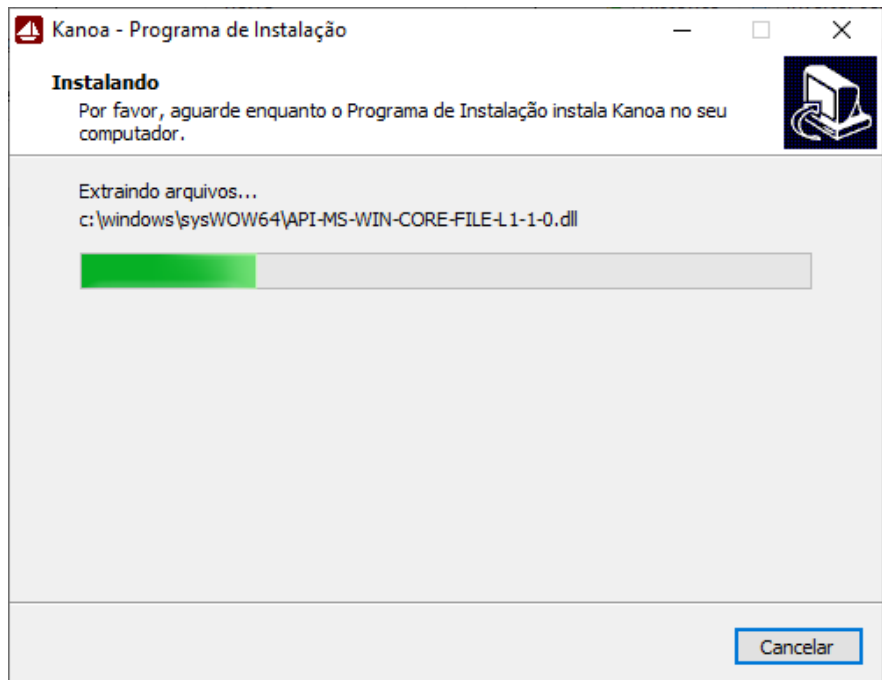 Kanoa - Programa de Instalação
Instalando
Por favor, aguarde enquanto o Programa de Instalação instala Kanoa no seu
computador.
Extraindo arquivos...
c:\windows\sysWOW64\API-MS-WIN-CORE-FILE-L1-1-0.dll
Cancelar